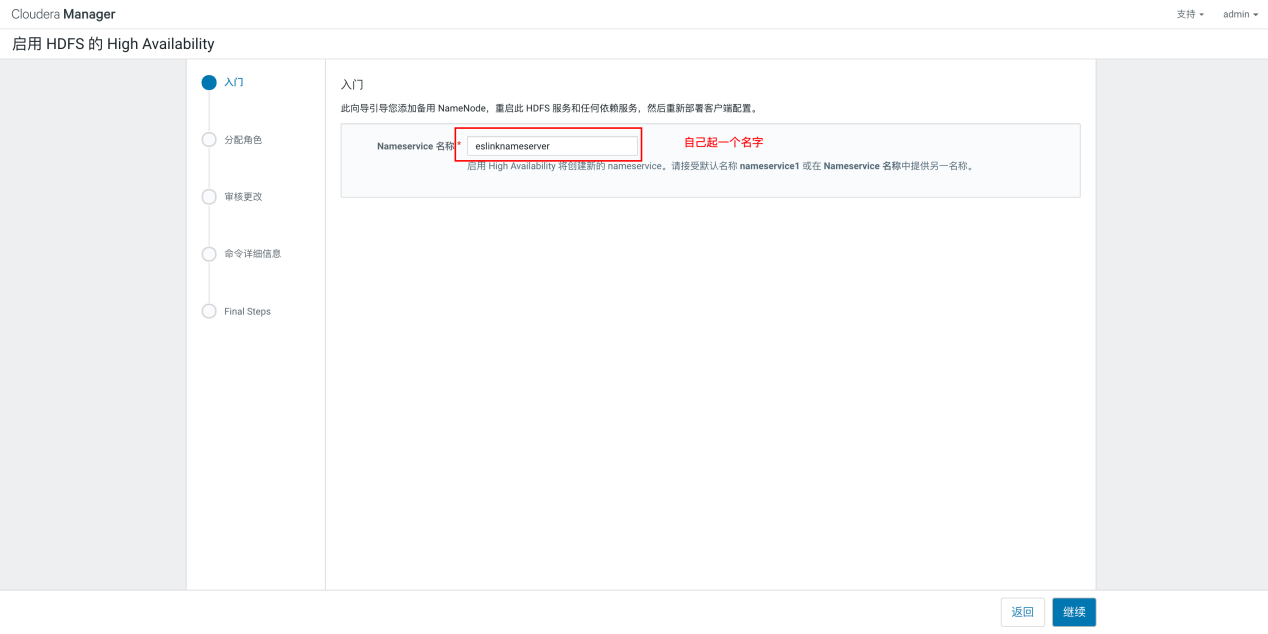 Cloudera Manager 支持 admin
启用 HDFS 的 High Availability
入门
分配角色
审核更改
命令详细信息
Final Steps
入门
此向导引导您添加备用 NameNode，重启此 HDFS 服务和任何依赖服务，然后重新部署客户端配置。
Nameservice 名称* eslinknameserver 自己起一个名字
启用 High Availability 将创建新的 nameservice。请接受默认名称 nameservice1 或在 Nameservice 名称中提供另一名称。
返回 继续